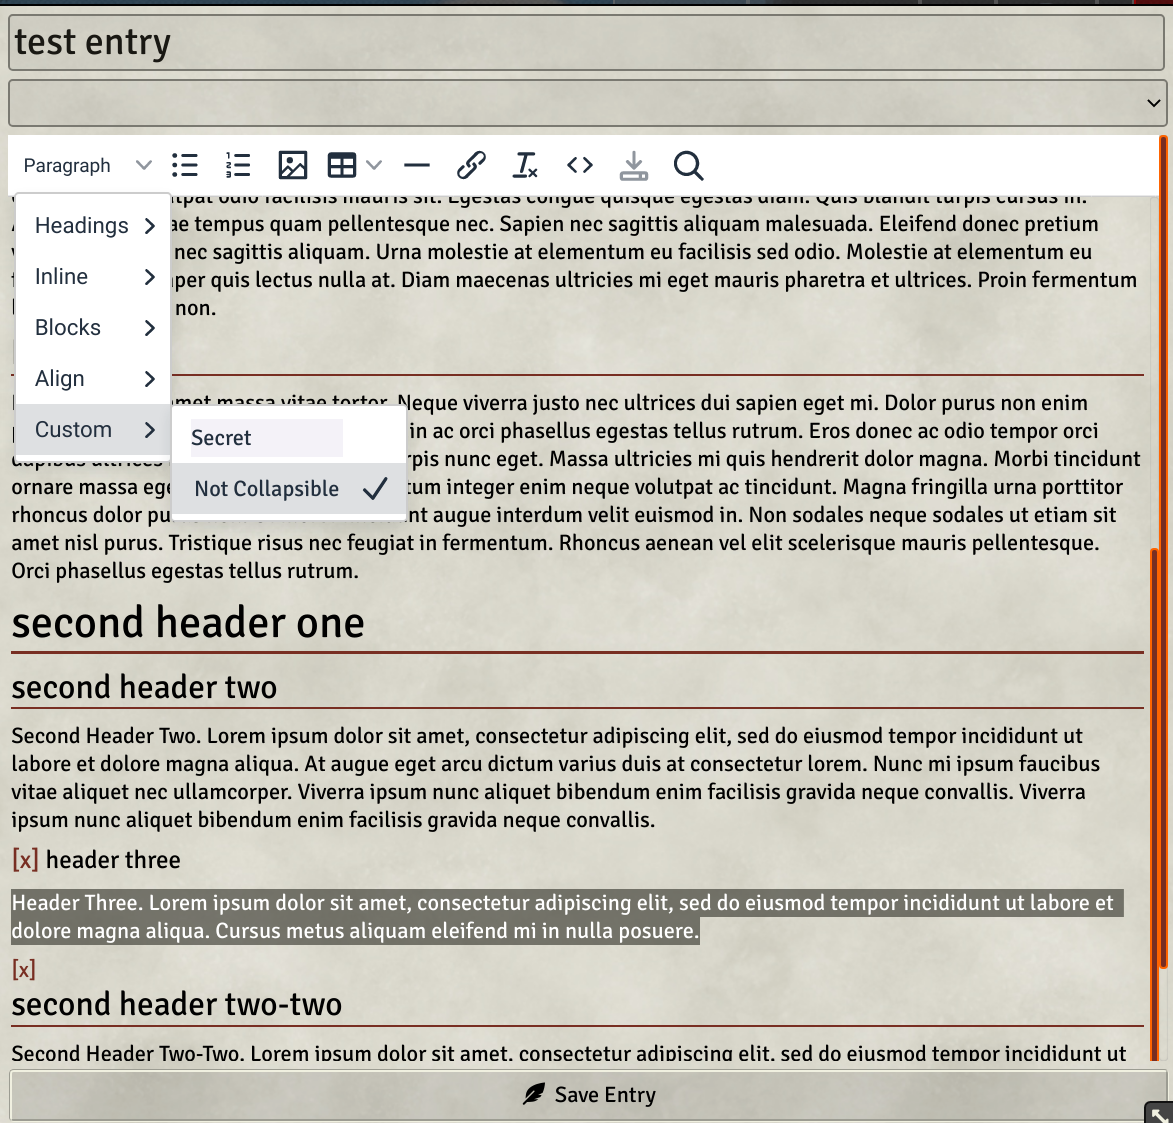 test entry
Paragraph
tpat odio facilisis mauris sit. Egestas congue quisque egestas diam. Quis blandit turpis cursus in.
Headings
ae tempus quam pellentesque nec. Sapien nec sagittis aliquam malesuada. Eleifend donec pretium
nec sagittis aliquam. Urna molestie at elementum eu facilisis sed odio. Molestie at elementum eu
Inline
per quis lectus nulla at. Diam maecenas ultricies mi eget mauris pharetra et ultrices. Proin fermentum
non.
Blocks
Align
met massa vitae tortor. Neque viverra justo nec ultrices dui sapien eget mi. Dolor purus non enim
Custom
Secret
in ac orci phasellus egestas tellus rutrum. Eros donec ac odio tempor orci
dapibus ultrices
rpis nunc eget. Massa ultricies mi quis hendrerit dolor magna. Morbi tincidunt
ornare massa ege
Not Collapsible
tum integer enim neque volutpat ac tincidunt. Magna fringilla urna porttitor
rhoncus dolor pu
nt augue interdum velit euismod in. Non sodales neque sodales ut etiam sit
amet nisl purus. Tristique risus nec feugiat in fermentum. Rhoncus aenean vel elit scelerisque mauris pellentesque.
Orci phasellus egestas tellus rutrum.
second header one
second header two
Second Header Two. Lorem ipsum dolor sit amet, consectetur adipiscing elit, sed do eiusmod tempor incididunt ut
labore et dolore magna aliqua. At augue eget arcu dictum varius duis at consectetur lorem. Nunc mi ipsum faucibus
vitae aliquet nec ullamcorper. Viverra ipsum nunc aliquet bibendum enim facilisis gravida neque convallis. Viverra
ipsum nunc aliquet bibendum enim facilisis gravida neque convallis.
[x] header three
Header Three. Lorem ipsum dolor sit amet, consectetur adipiscing elit, sed do eiusmod tempor incididunt ut labore et
dolore magna aliqua. Cursus metus aliquam eleifend mi in nulla posuere.
[x]
second header two-two
Second Header Two-Two. Lorem ipsum dolor sit amet, consectetur adipiscing elit, sed do eiusmod tempor incididunt ut
Save Entry